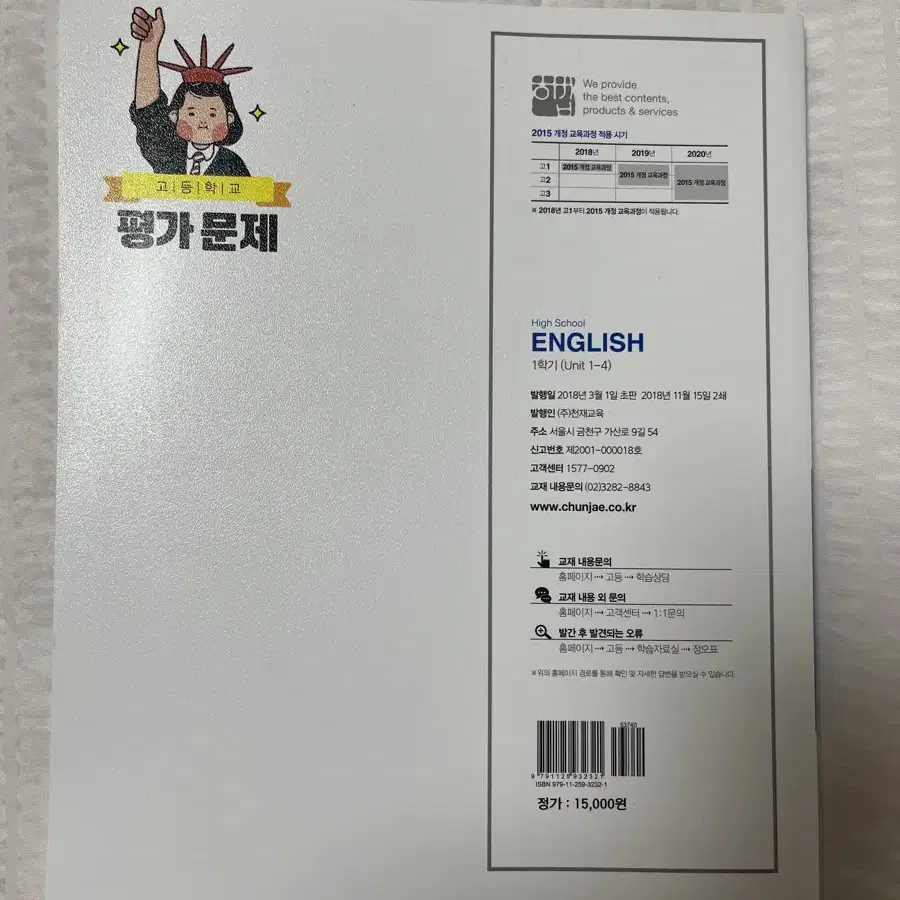 고|등|학|교
평가 문제
해법
We provide
the best contents,
products & services
2015 개정 교육과정 적용 시기
2018년 2019년 2020년
고1 2015 개정 교육과정
고2 2015 개정 교육과정 2015 개정 교육과정
고3
※ 2018년 고1부터 2015 개정 교육과정이 적용됩니다.
High School
ENGLISH
1학기 (Unit 1-4)
발행일 2018년 3월 1일 초판 2018년 11월 15일 2쇄
발행인 (주)천재교육
주소 서울시 금천구 가산로 9길 54
신고번호 제2001-000018호
고객센터 1577-0902
교재 내용문의 (02)3282-8843
www.chunjae.co.kr
교재 내용문의
홈페이지 ⇢ 고등 ⇢ 학습상담
교재 내용 외 문의
홈페이지 ⇢ 고객센터 ⇢ 1:1문의
발간 후 발견되는 오류
홈페이지 ⇢ 고등 ⇢ 학습자료실 ⇢ 정오표
※ 위의 홈페이지 경로를 통해 확인 및 자세한 답변을 받으실 수 있습니다.
53740
9 791125 932321
ISBN 979-11-259-3232-1
정가 : 15,000원